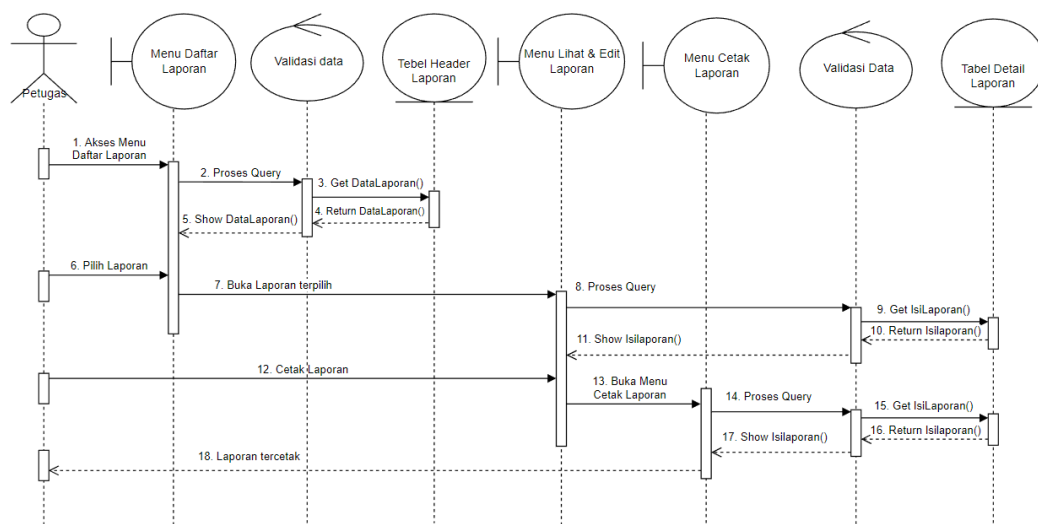 Petugas
Menu Daftar
Laporan
Validasi data
Tebel Header
Laporan
Menu Lihat & Edit
Laporan
Menu Cetak
Laporan
Validasi Data
Tabel Detail
Laporan
1. Akses Menu
Daftar Laporan
2. Proses Query
3. Get DataLaporan()
4. Return DataLaporan()
5. Show DataLaporan()
6. Pilih Laporan
7. Buka Laporan terpilih
8. Proses Query
9. Get IsiLaporan()
10. Return Isilaporan()
11. Show Isilaporan()
12. Cetak Laporan
13. Buka Menu
Cetak Laporan
14. Proses Query
15. Get IsiLaporan()
16. Return Isilaporan()
17. Show Isilaporan()
18. Laporan tercetak